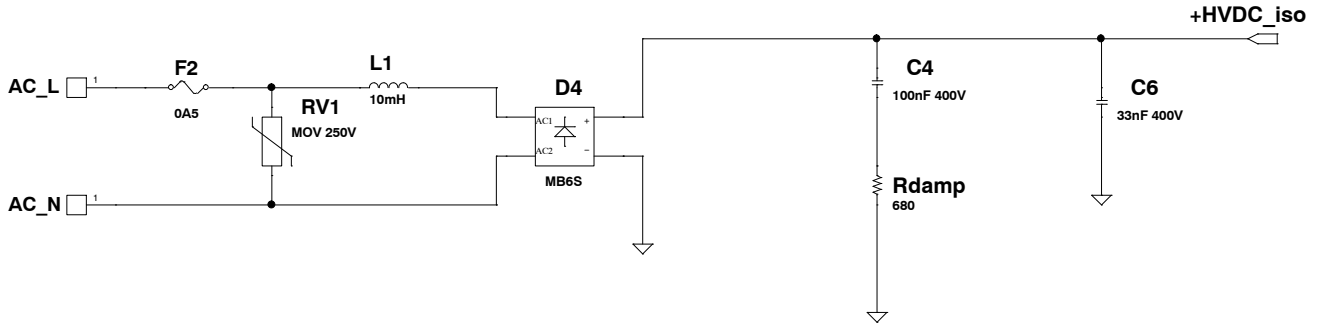 +HVDC_iso
AC_L
1
F2
0A5
L1
10mH
RV1
MOV 250V
D4
AC1
+
AC2
−
MB6S
C4
100nF 400V
C6
33nF 400V
Rdamp
680
AC_N
1